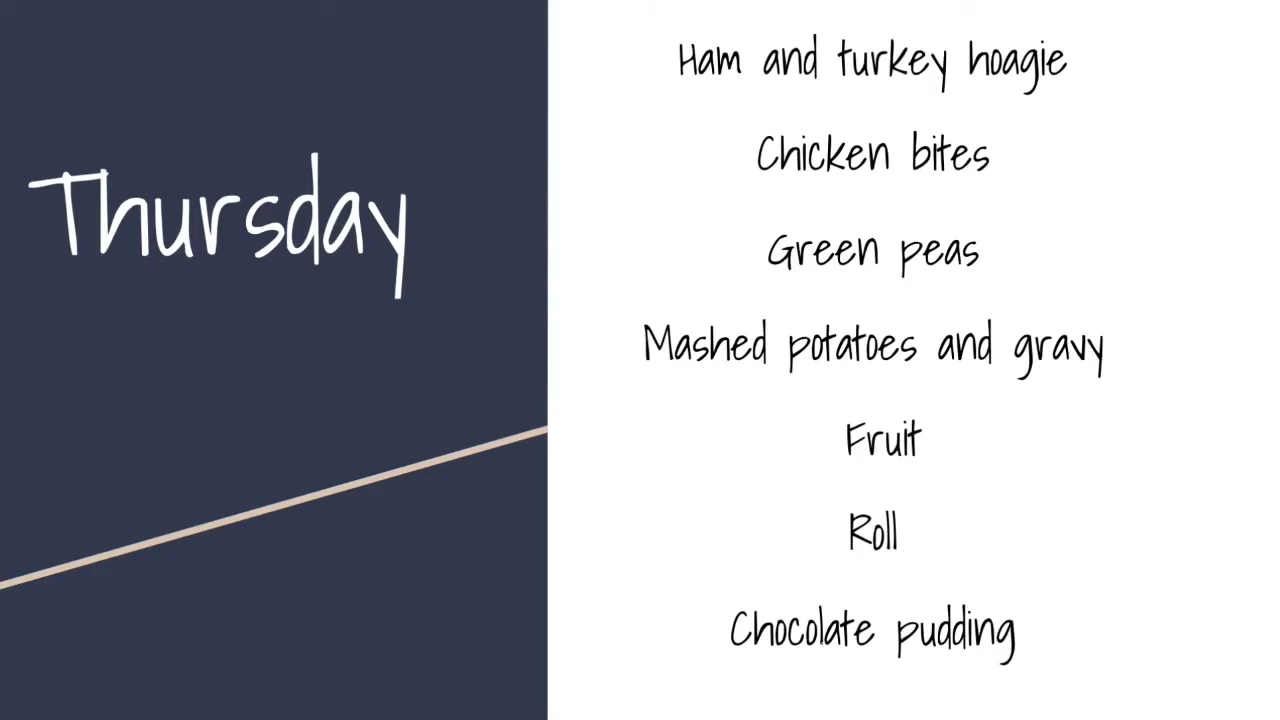 Thursday
Ham and turkey hoagie
Chicken bites
Green peas
Mashed potatoes and gravy
Fruit
Roll
Chocolate pudding